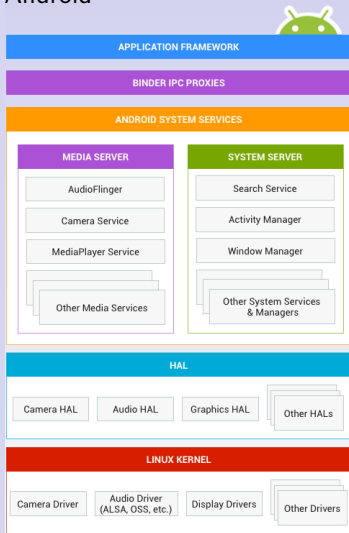 Android
APPLICATION FRAMEWORK
BINDER IPC PROXIES
ANDROID SYSTEM SERVICES
MEDIA SERVER
AudioFlinger
Camera Service
MediaPlayer Service
Other Media Services
SYSTEM SERVER
Search Service
Activity Manager
Window Manager
Other System Services
& Managers
HAL
Camera HAL
Audio HAL
Graphics HAL
Other HALs
LINUX KERNEL
Camera Driver
Audio Driver
(ALSA, OSS, etc.)
Display Drivers
Other Drivers